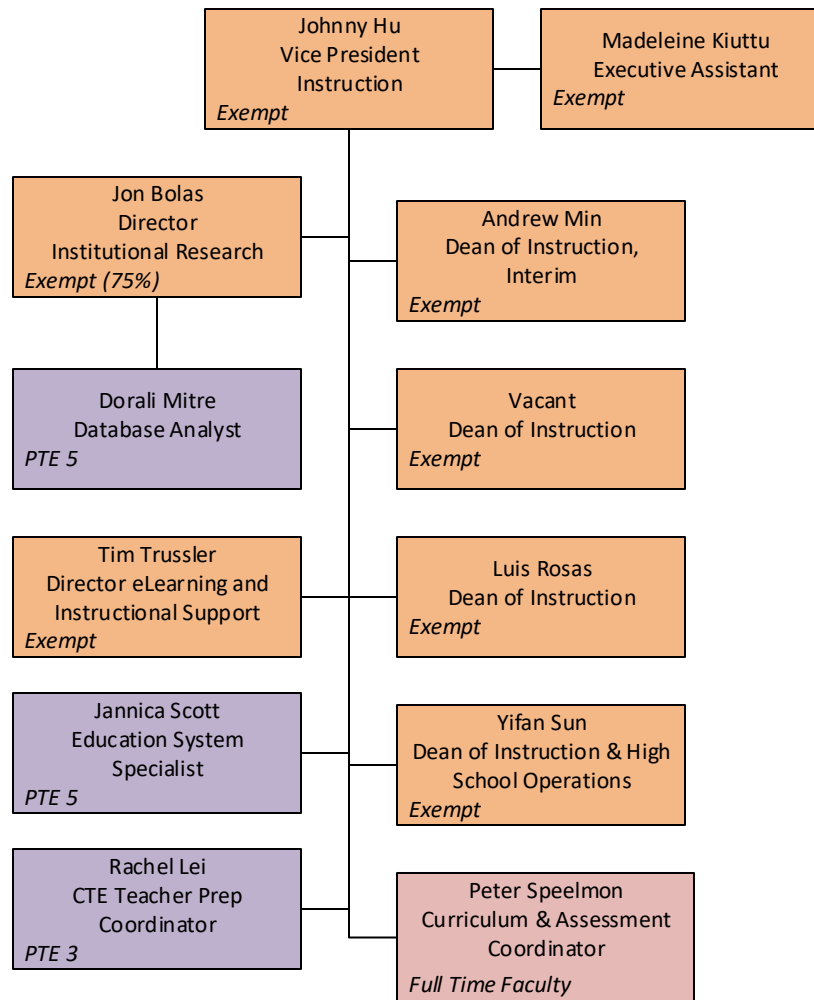 Johnny Hu
Vice President
Instruction
Exempt
Madeleine Kiuttu
Executive Assistant
Exempt
Jon Bolas
Director
Institutional Research
Exempt (75%)
Andrew Min
Dean of Instruction,
Interim
Exempt
Dorali Mitre
Database Analyst
PTE 5
Vacant
Dean of Instruction
Exempt
Tim Trussler
Director eLearning and
Instructional Support
Exempt
Luis Rosas
Dean of Instruction
Exempt
Jannica Scott
Education System
Specialist
PTE 5
Yifan Sun
Dean of Instruction & High
School Operations
Exempt
Rachel Lei
CTE Teacher Prep
Coordinator
PTE 3
Peter Speelmon
Curriculum & Assessment
Coordinator
Full Time Faculty